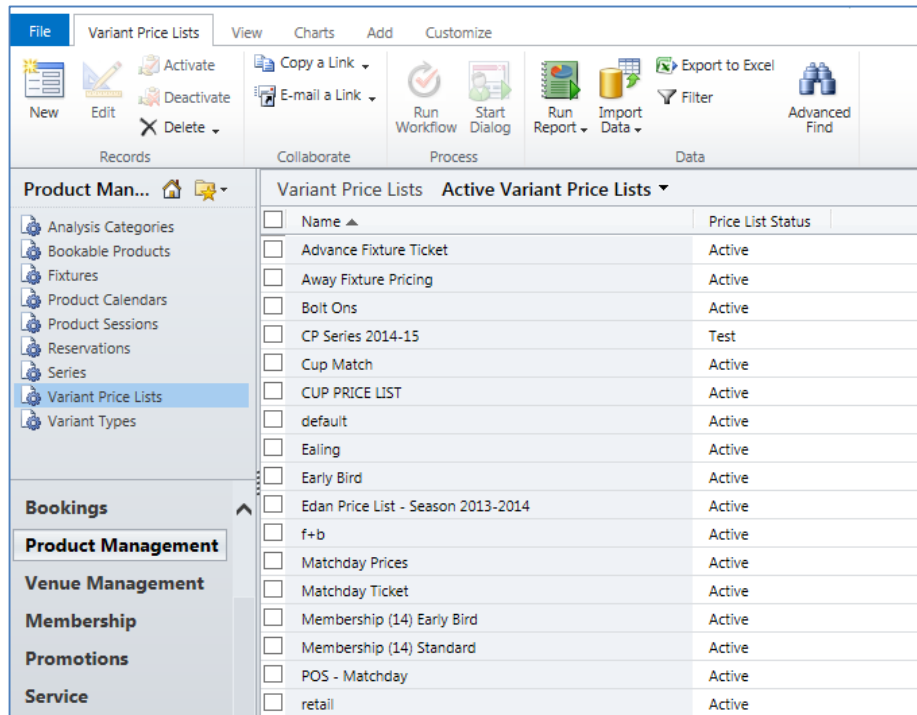 File Variant Price Lists View Charts Add Customize
New
Edit
Activate
Deactivate
Delete
Records
Copy a Link
E-mail a Link
Collaborate
Run Workflow
Start Dialog
Process
Run Report
Import Data
Export to Excel
Filter
Advanced Find
Data
Product Man...
Analysis Categories
Bookable Products
Fixtures
Product Calendars
Product Sessions
Reservations
Series
Variant Price Lists
Variant Types
Bookings
Product Management
Venue Management
Membership
Promotions
Service
Variant Price Lists Active Variant Price Lists
Name Price List Status
Advance Fixture Ticket Active
Away Fixture Pricing Active
Bolt Ons Active
CP Series 2014-15 Test
Cup Match Active
CUP PRICE LIST Active
default Active
Ealing Active
Early Bird Active
Edan Price List - Season 2013-2014 Active
f+b Active
Matchday Prices Active
Matchday Ticket Active
Membership (14) Early Bird Active
Membership (14) Standard Active
POS - Matchday Active
retail Active